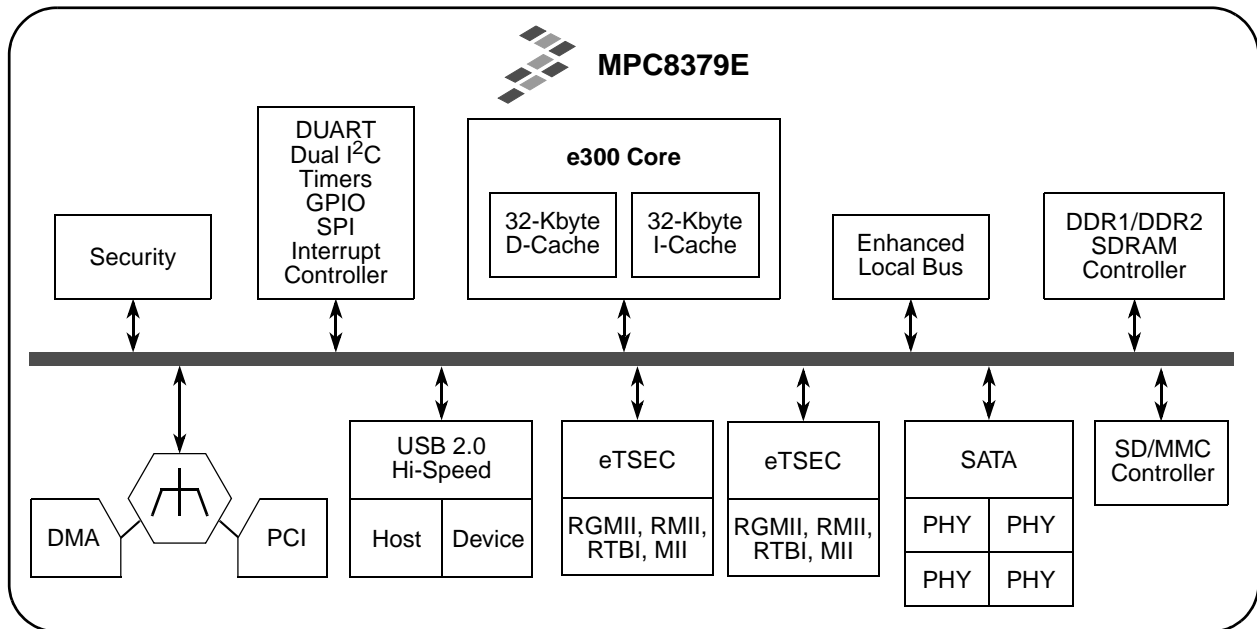 MPC8379E
DUART
Dual I²C
Timers
GPIO
SPI
Interrupt
Controller
e300 Core
32-Kbyte
D-Cache
32-Kbyte
I-Cache
Security
Enhanced
Local Bus
DDR1/DDR2
SDRAM
Controller
DMA
PCI
USB 2.0
Hi-Speed
Host
Device
eTSEC
RGMII, RMII,
RTBI, MII
eTSEC
RGMII, RMII,
RTBI, MII
SATA
PHY
PHY
PHY
PHY
SD/MMC
Controller